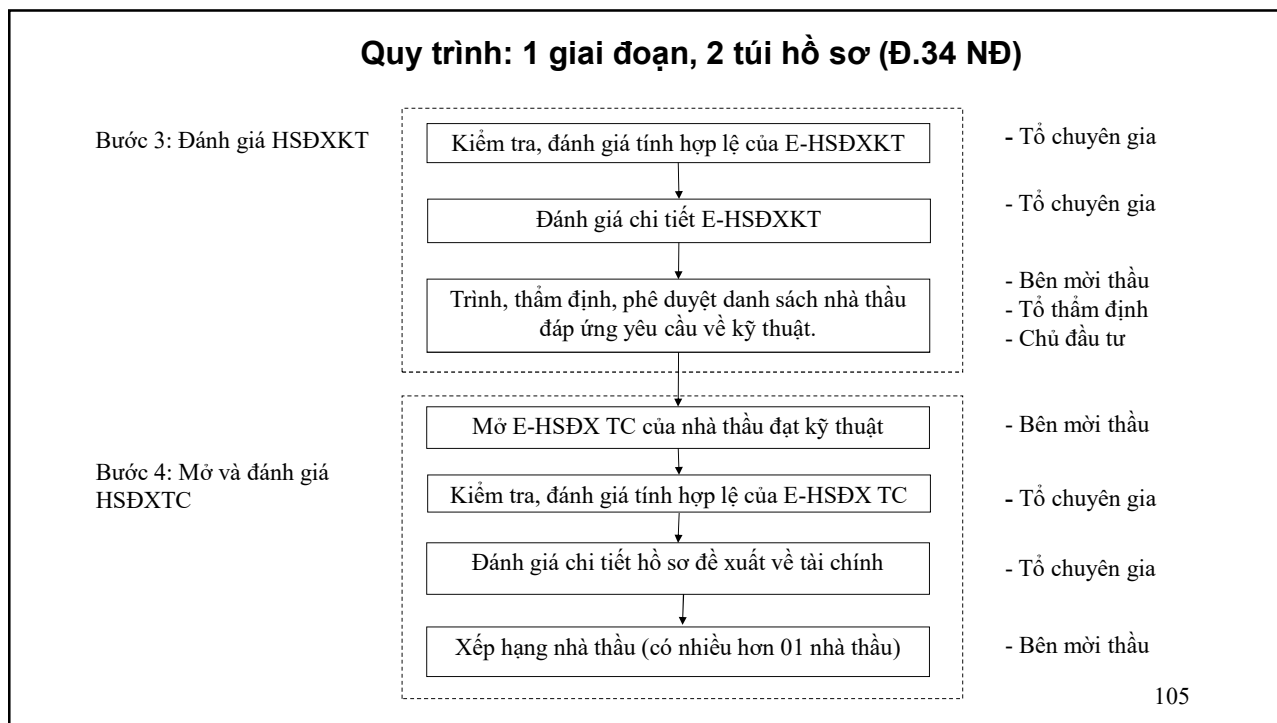 Quy trình: 1 giai đoạn, 2 túi hồ sơ (Đ.34 NĐ)
Bước 3: Đánh giá HSĐXKT
Kiểm tra, đánh giá tính hợp lệ của E-HSĐXKT
- Tổ chuyên gia
Đánh giá chi tiết E-HSĐXKT
- Tổ chuyên gia
Trình, thẩm định, phê duyệt danh sách nhà thầu
đáp ứng yêu cầu về kỹ thuật.
- Bên mời thầu
- Tổ thẩm định
- Chủ đầu tư
Mở E-HSĐX TC của nhà thầu đạt kỹ thuật
- Bên mời thầu
Bước 4: Mở và đánh giá
HSĐXTC
Kiểm tra, đánh giá tính hợp lệ của E-HSĐX TC
- Tổ chuyên gia
Đánh giá chi tiết hồ sơ đề xuất về tài chính
- Tổ chuyên gia
Xếp hạng nhà thầu (có nhiều hơn 01 nhà thầu)
- Bên mời thầu
105